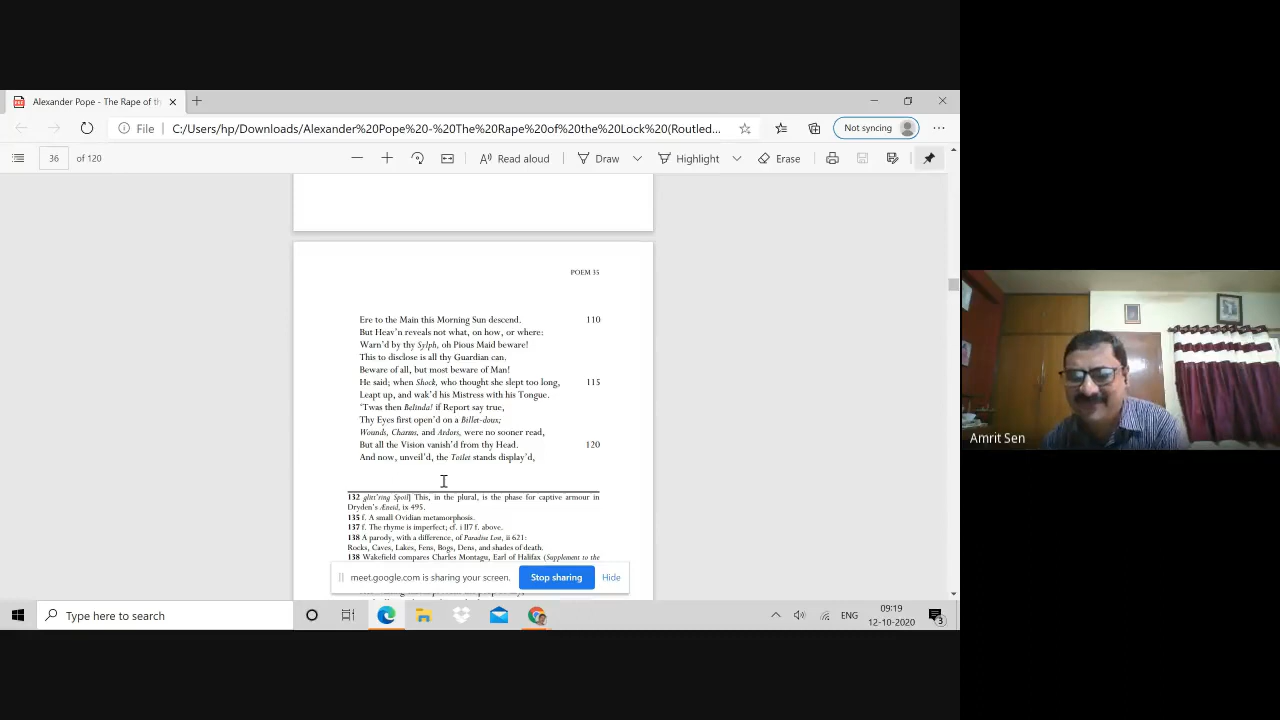 Alexander Pope - The Rape of th
File
C:/Users/hp/Downloads/Alexander%20Pope%20-%20The%20Rape%20of%20the%20Lock%20(Routled...
Not syncing
36 of 120
Read aloud
Draw
Highlight
Erase
POEM 35
Ere to the Main this Morning Sun descend. 110
But Heav'n reveals not what, on how, or where:
Warn'd by thy Sylph, oh Pious Maid beware!
This to disclose is all thy Guardian can.
Beware of all, but most beware of Man!
He said; when Shock, who thought she slept too long, 115
Leapt up, and wak'd his Mistress with his Tongue.
'Twas then Belinda! if Report say true,
Thy Eyes first open'd on a Billet-doux;
Wounds, Charms, and Ardors, were no sooner read,
But all the Vision vanish'd from thy Head. 120
And now, unveil'd, the Toilet stands display'd,
132 glitt'ring Spoil] This, in the plural, is the phase for captive armour in
Dryden's Æneid, ix 495.
135 f. A small Ovidian metamorphosis.
137 f. The rhyme is imperfect; cf. i II7 f. above.
138 A parody, with a difference, of Paradise Lost, ii 621:
Rocks, Caves, Lakes, Fens, Bogs, Dens, and shades of death.
138 Wakefield compares Charles Montagu, Earl of Halifax (Supplement to the
meet.google.com is sharing your screen.
Stop sharing
Hide
Amrit Sen
Type here to search
ENG
09:19
12-10-2020
3